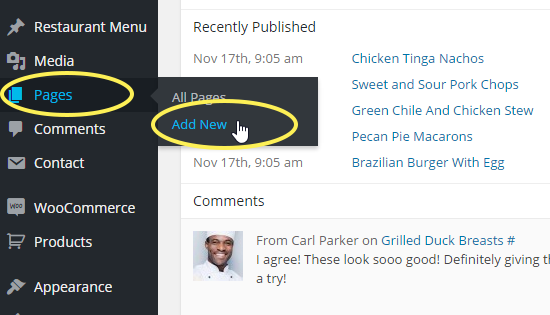 Restaurant Menu
Media
Pages
All Pages
Add New
Comments
Contact
WOO
WooCommerce
Products
Appearance
Recently Published
Nov 17th, 9:05 am Chicken Tinga Nachos
Sweet and Sour Pork Chops
Green Chile And Chicken Stew
Pecan Pie Macarons
Nov 17th, 9:05 am Brazilian Burger With Egg
Comments
From Carl Parker on Grilled Duck Breasts #
I agree! These look sooo good! Definitely giving
a try!